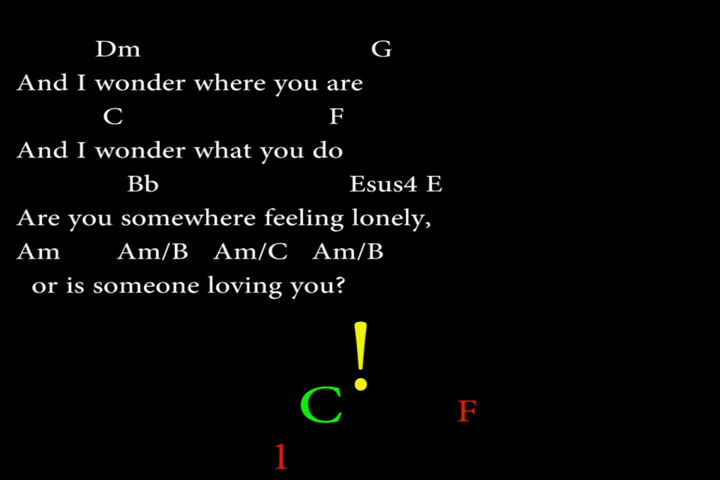 Dm G
And I wonder where you are
C F
And I wonder what you do
Bb Esus4 E
Are you somewhere feeling lonely,
Am Am/B Am/C Am/B
or is someone loving you?
!
C F
1